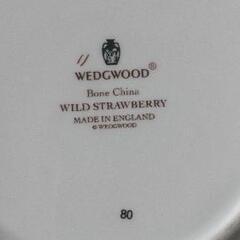 WEDGWOOD®
Bone China
WILD STRAWBERRY
MADE IN ENGLAND
© WEDGWOOD
80